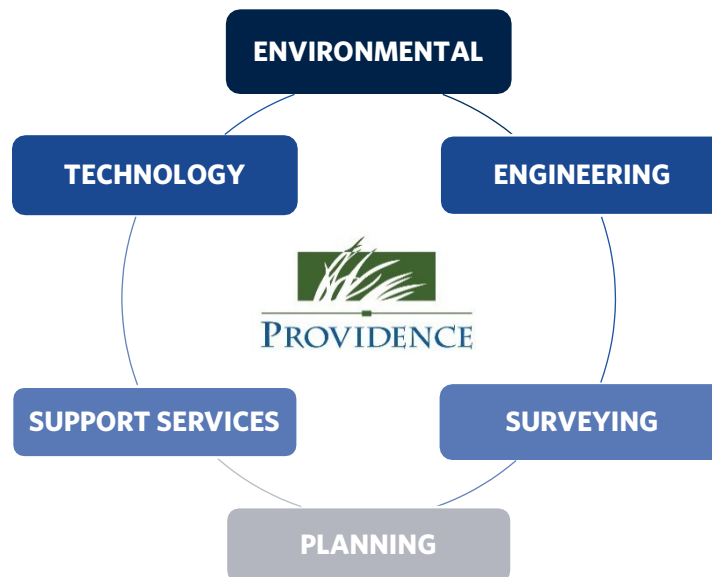 ENVIRONMENTAL
TECHNOLOGY
ENGINEERING
PROVIDENCE
SUPPORT SERVICES
SURVEYING
PLANNING